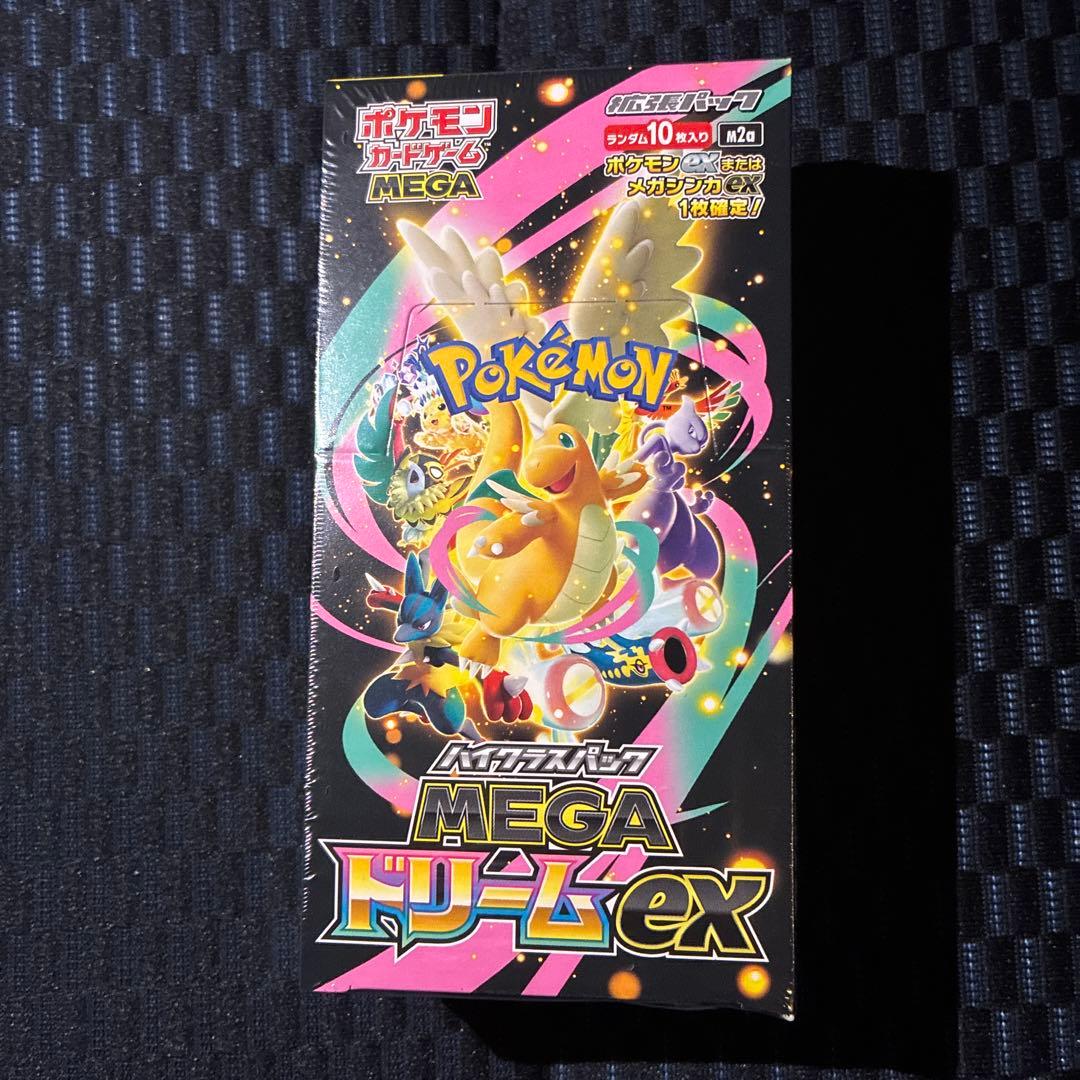 ポケモン
カードゲーム™
MEGA
拡張パック
ランダム10枚入り
M2a
ポケモンexまたは
メガシンカex
1枚確定!
POKÉMON™
ハイクラスパック
MEGA
ドリームex